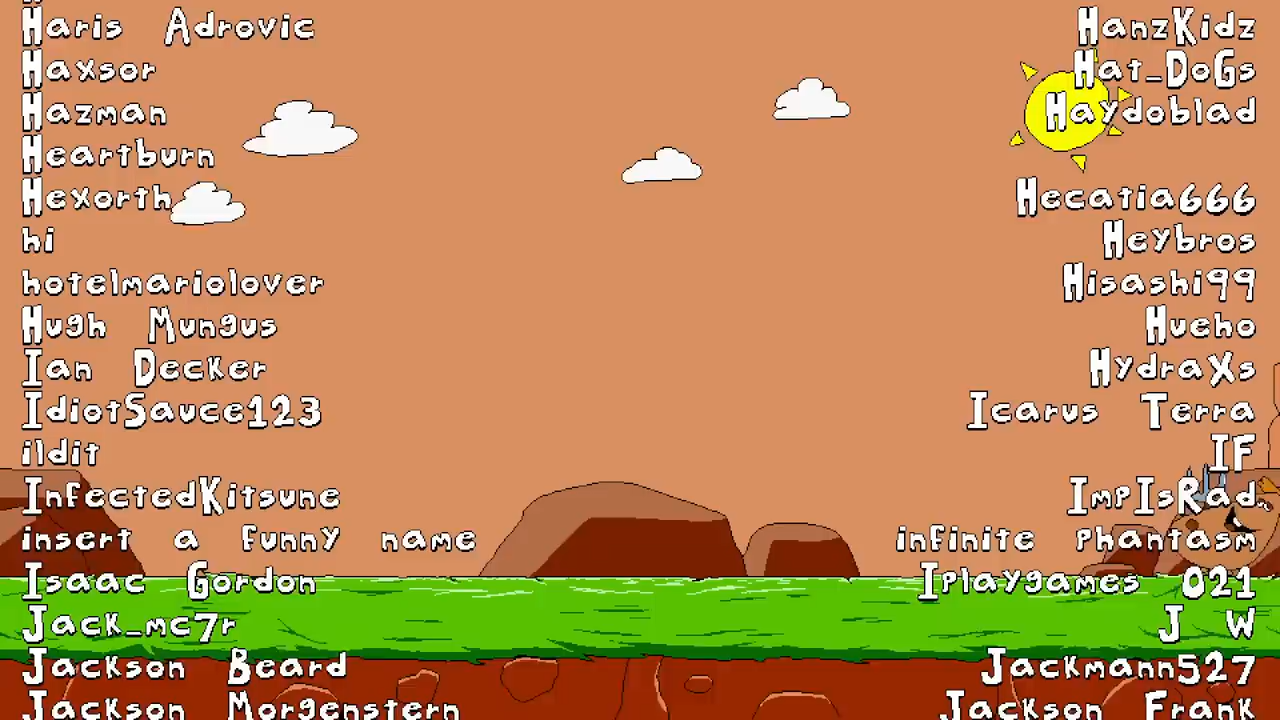 Haris Adrovic
HanzKidz
Haxsor
Hat_DoGs
Hazman
Haydoblad
Heartburn
Hexorth
Hecatia666
hi
Heybros
hotelmariolover
Hisashi99
Hugh Mungus
Hueho
Ian Decker
HydraXs
IdiotSauce123
Icarus Terra
ildit
IF
InfectedKitsune
ImpIsRad
insert a funny name
infinite phantasm
Isaac Gordon
Iplaygames 021
Jack_mc7r
J W
Jackson Beard
Jackmann527
Jackson Morgenstern
Jackson Frank